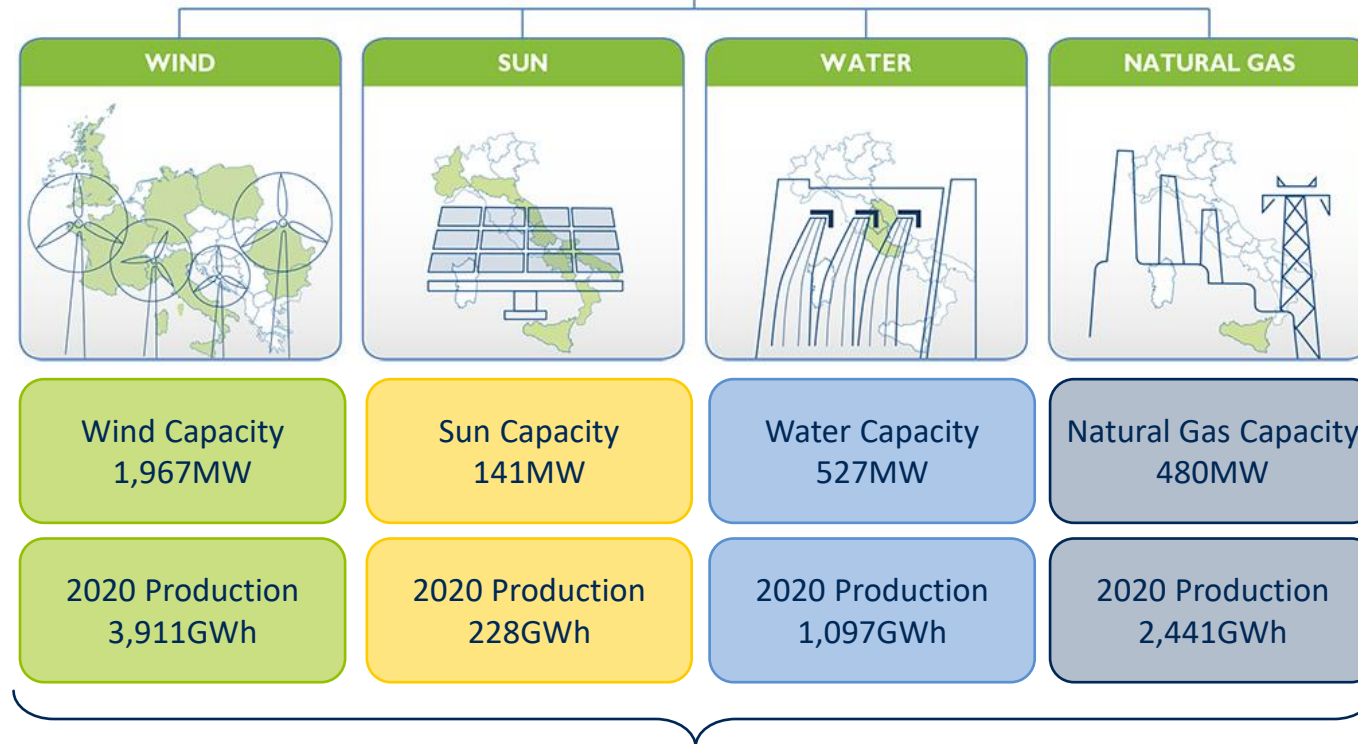 WIND
SUN
WATER
NATURAL GAS
Wind Capacity
1,967MW
Sun Capacity
141MW
Water Capacity
527MW
Natural Gas Capacity
480MW
2020 Production
3,911GWh
2020 Production
228GWh
2020 Production
1,097GWh
2020 Production
2,441GWh